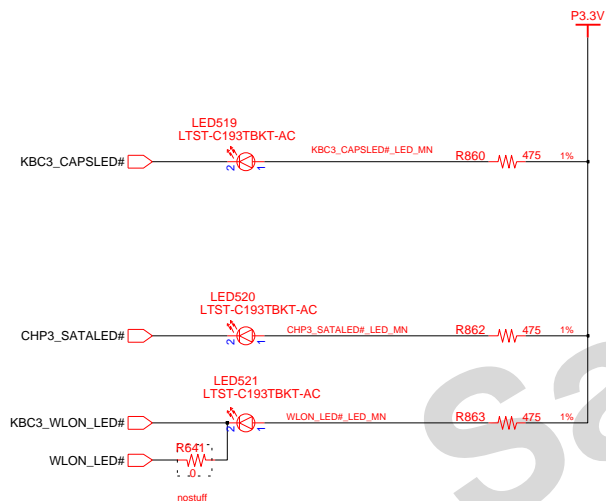 P3.3V
LED519
LTST-C193TBKT-AC
KBC3_CAPSLED#
2
1
KBC3_CAPSLED#_LED_MN
R860
475
1%
LED520
LTST-C193TBKT-AC
CHP3_SATALED#
2
1
CHP3_SATALED#_LED_MN
R862
475
1%
LED521
LTST-C193TBKT-AC
KBC3_WLON_LED#
2
1
WLON_LED#_LED_MN
R863
475
1%
R641
WLON_LED#
0
nostuff
sa